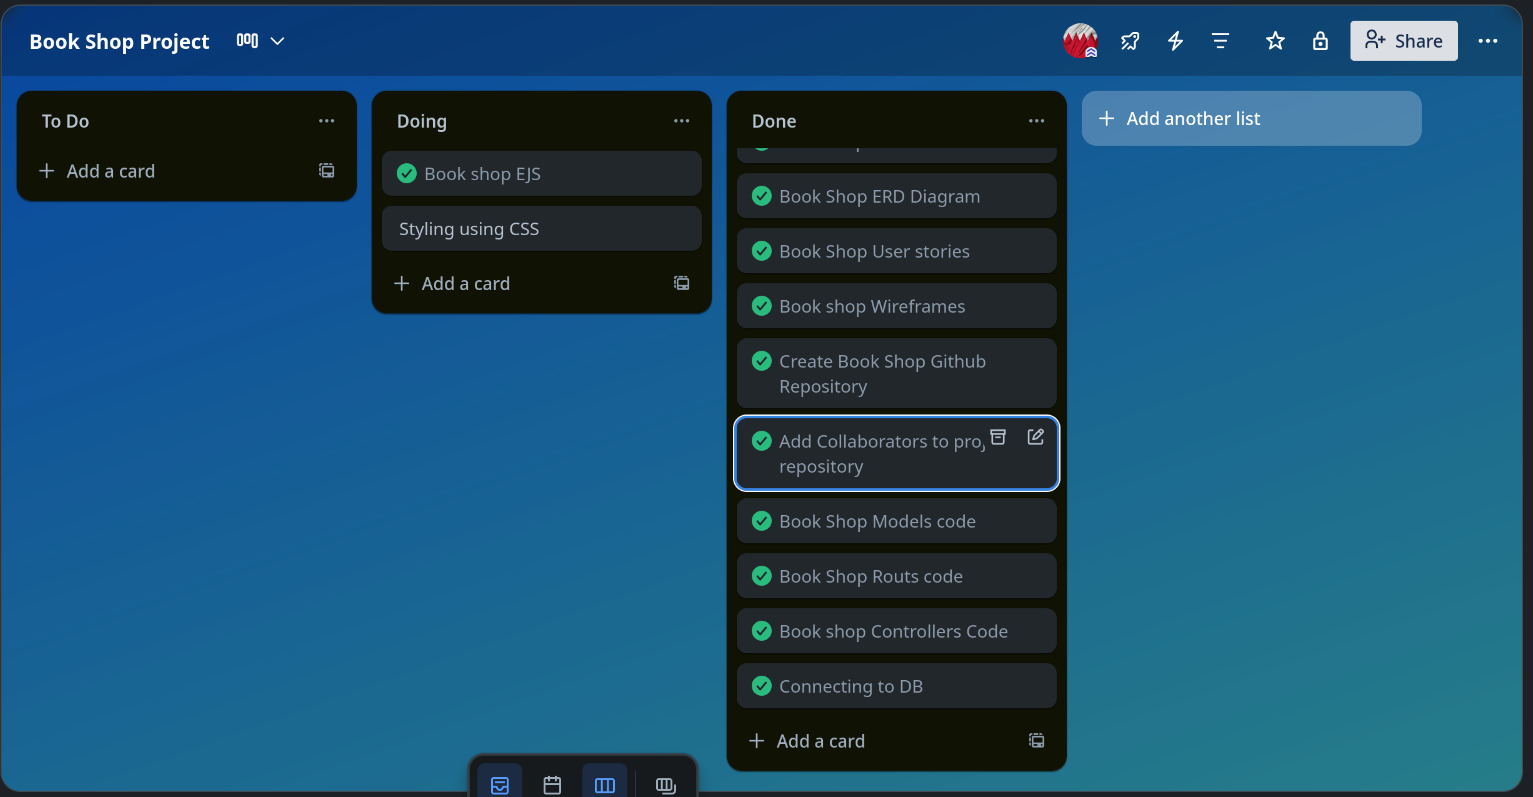 Book Shop Project
Share
To Do
Add a card
Doing
Book shop EJS
Styling using CSS
Add a card
Done
Book Shop ERD Diagram
Book Shop User stories
Book shop Wireframes
Create Book Shop Github
Repository
Add Collaborators to
repository
Book Shop Models code
Book Shop Routs code
Book shop Controllers Code
Connecting to DB
Add a card
Add another list